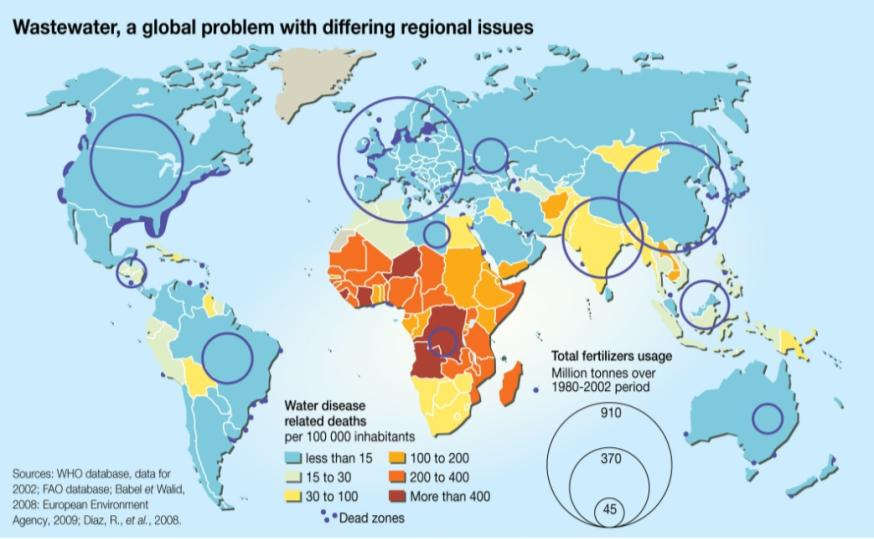 Wastewater, a global problem with differing regional issues
Total fertilizers usage
Million tonnes over
1980-2002 period
910
370
45
Water disease
related deaths
per 100 000 inhabitants
less than 15
15 to 30
30 to 100
100 to 200
200 to 400
More than 400
Dead zones
Sources: WHO database, data for
2002; FAO database; Babel et Walid,
2008: European Environment
Agency, 2009; Diaz, R., et al., 2008.